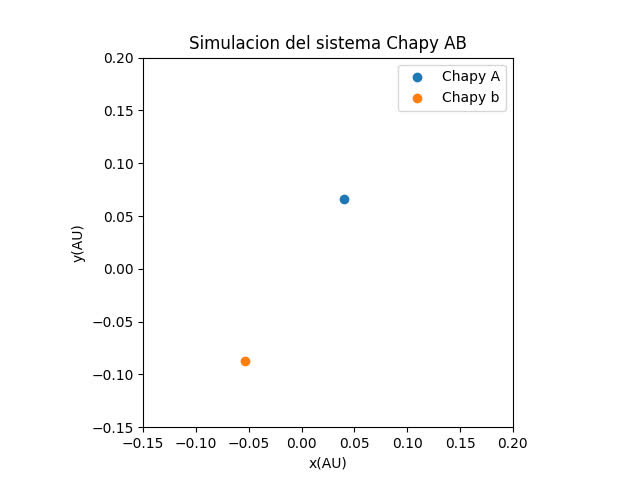 Simulacion del sistema Chapy AB
Chapy A
Chapy b
0.20
0.15
0.10
0.05
0.00
−0.05
−0.10
−0.15
y(AU)
−0.15 −0.10 −0.05 0.00 0.05 0.10 0.15 0.20
x(AU)